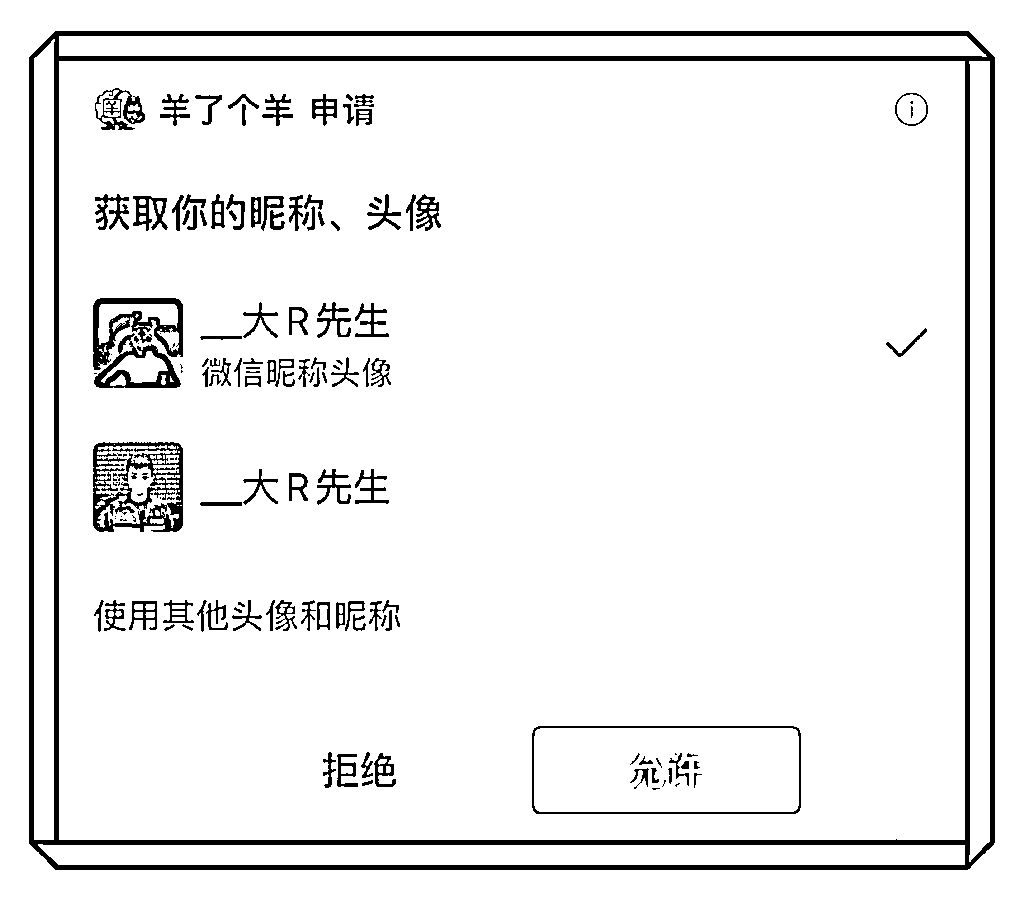 羊了个羊 申请
获取你的昵称、头像
__大R先生
微信昵称头像
__大R先生
使用其他头像和昵称
拒绝
允许